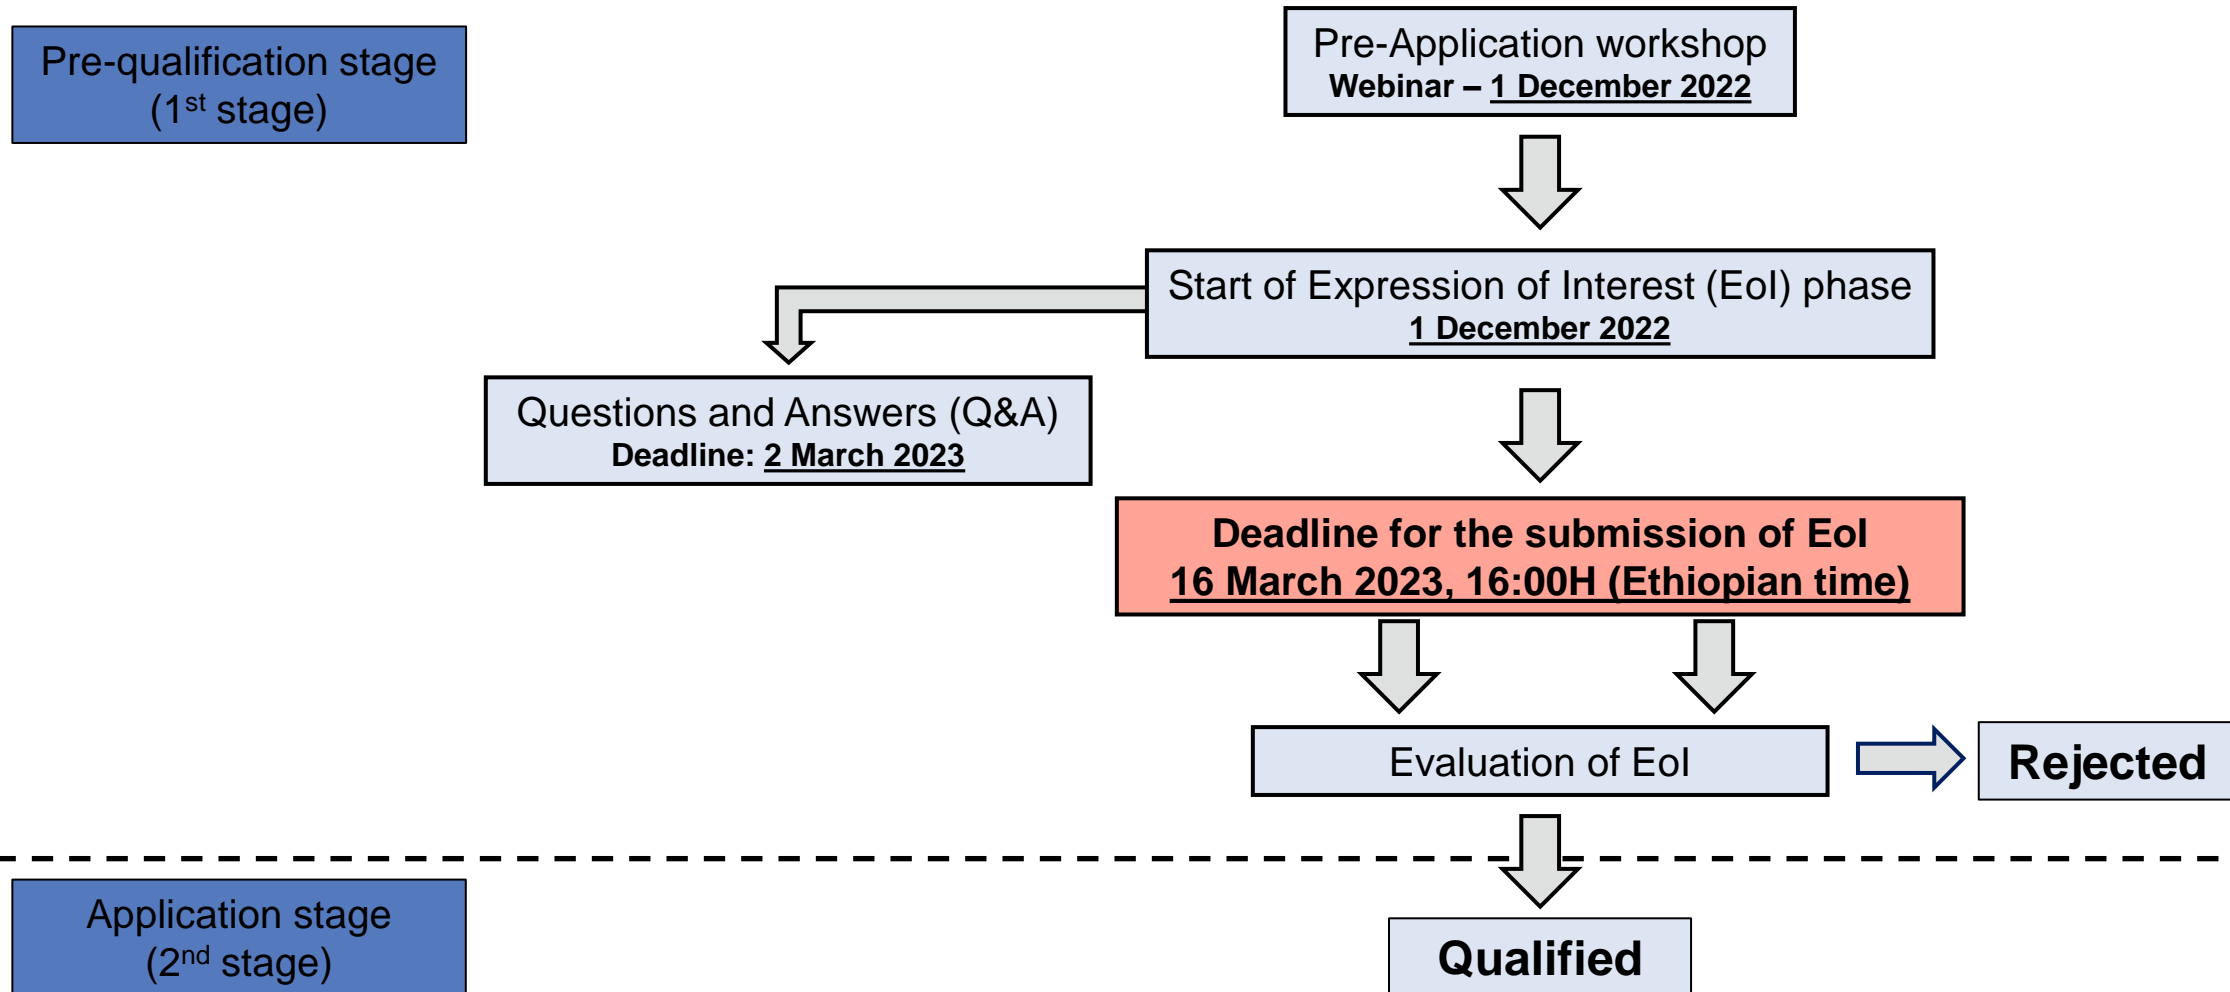 Pre-qualification stage
(1st stage)
Pre-Application workshop
Webinar – 1 December 2022
Start of Expression of Interest (EoI) phase
1 December 2022
Questions and Answers (Q&A)
Deadline: 2 March 2023
Deadline for the submission of EoI
16 March 2023, 16:00H (Ethiopian time)
Evaluation of EoI
Rejected
Application stage
(2nd stage)
Qualified